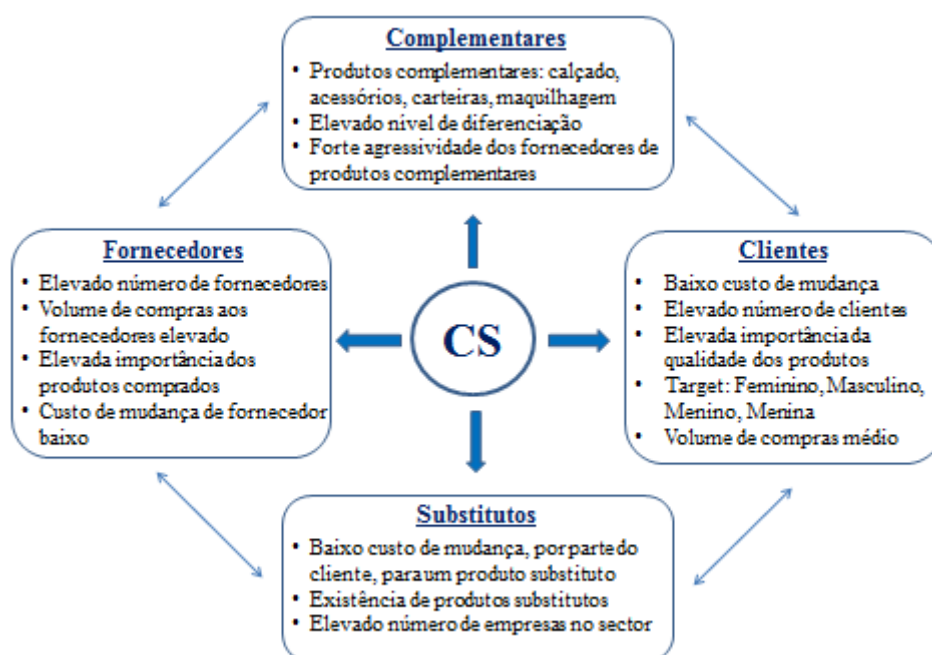 Complementares
• Produtos complementares: calçado,
acessórios, carteiras, maquilhagem
• Elevado nivel de diferenciação
• Forte agressividade dos fornecedores de
produtos complementares
Fornecedores
• Elevado número de fornecedores
• Volume de compras aos
fornecedores elevado
• Elevada importância dos
produtos comprados
• Custo de mudança de fornecedor
baixo
CS
Clientes
• Baixo custo de mudança
• Elevado número de clientes
• Elevada importância da
qualidade dos produtos
• Target: Feminino, Masculino,
Menino, Menina
• Volume de compras médio
Substitutos
• Baixo custo de mudança, por parte do
cliente, para um produto substituto
• Existência de produtos substitutos
• Elevado número de empresas no sector